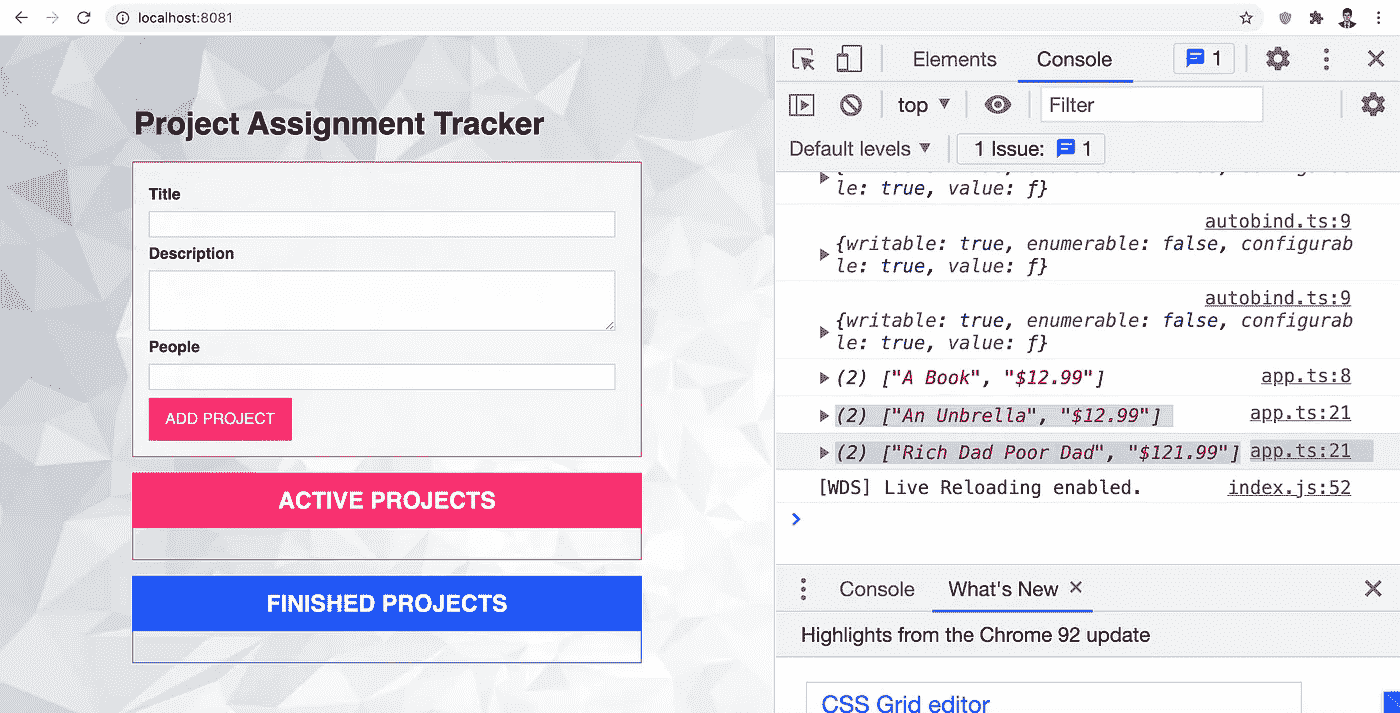 localhost:8081
Project Assignment Tracker
Title
Description
People
ADD PROJECT
ACTIVE PROJECTS
FINISHED PROJECTS
Elements
Console
1
top
Filter
Default levels
1 Issue:
1
le: true, value: ƒ}
autobind.ts:9
{writable: true, enumerable: false, configurab
le: true, value: ƒ}
autobind.ts:9
{writable: true, enumerable: false, configurab
le: true, value: ƒ}
(2) ["A Book", "$12.99"]
app.ts:8
(2) ["An Unbrella", "$12.99"]
app.ts:21
(2) ["Rich Dad Poor Dad", "$121.99"]
app.ts:21
[WDS] Live Reloading enabled.
index.js:52
Console
What's New
Highlights from the Chrome 92 update
CSS Grid editor